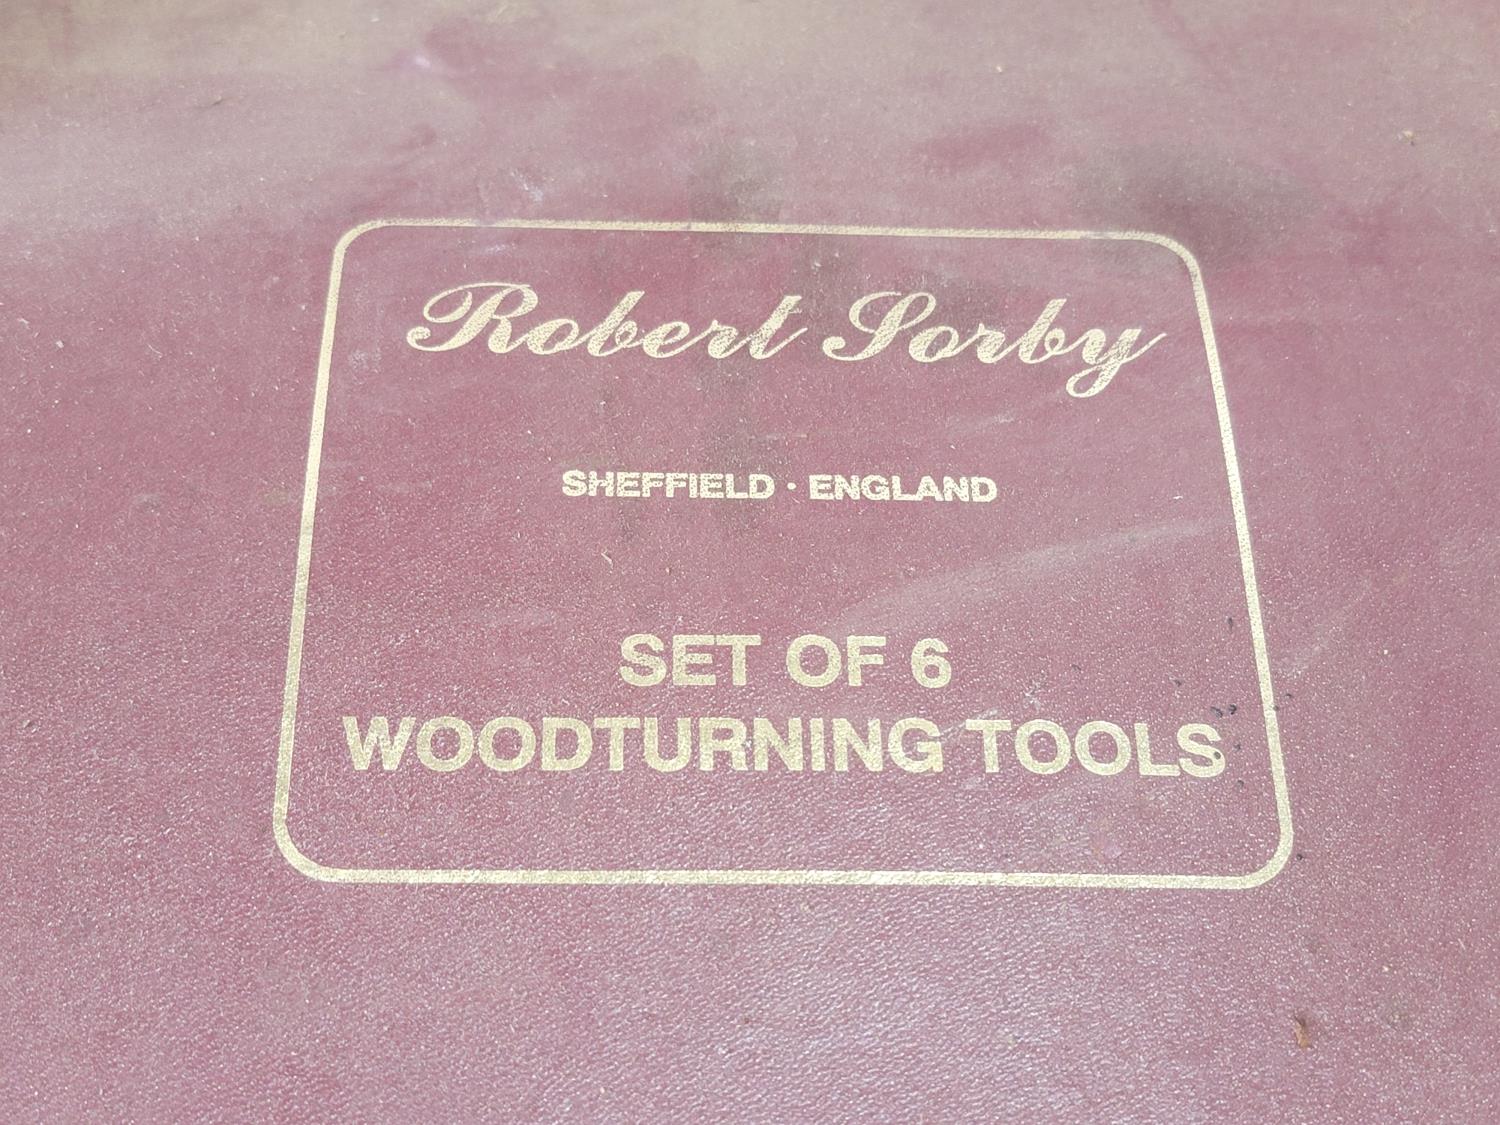 Robert Sorby
SHEFFIELD · ENGLAND
SET OF 6
WOODTURNING TOOLS